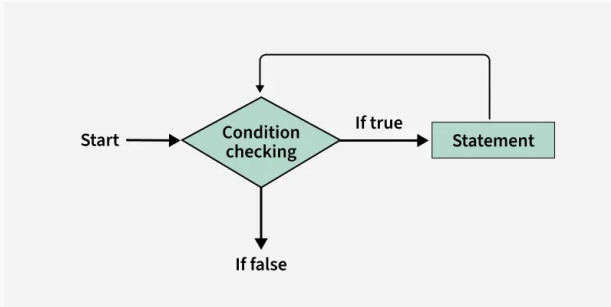 If true
Start
Condition
checking
Statement
If false